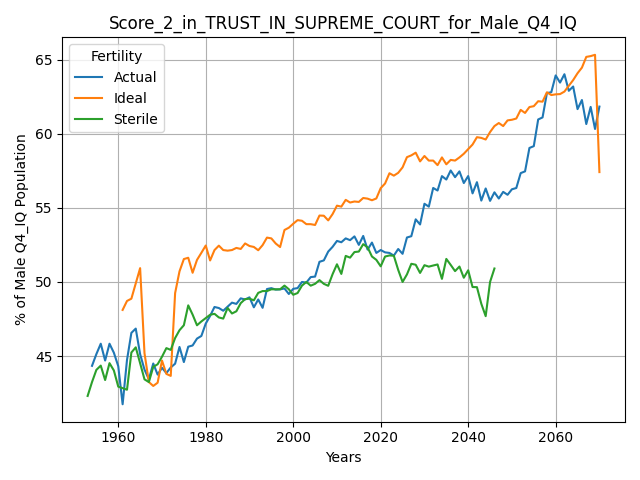 Score_2_in_TRUST_IN_SUPREME_COURT_for_Male_Q4_IQ
Fertility
Actual
Ideal
Sterile
% of Male Q4_IQ Population
65
60
55
50
45
1960 1980 2000 2020 2040 2060
Years